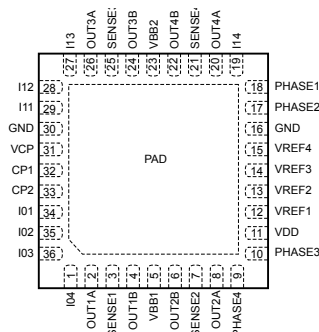 I13
OUT3A
SENSE
OUT3B
VBB2
OUT4B
SENSE
OUT4A
I14
27
26
25
24
23
22
21
20
19
I12 28
I11 29
GND 30
VCP 31
CP1 32
CP2 33
I01 34
I02 35
I03 36
PAD
18 PHASE1
17 PHASE2
16 GND
15 VREF4
14 VREF3
13 VREF2
12 VREF1
11 VDD
10 PHASE3
1
2
3
4
5
6
7
8
9
I04
OUT1A
SENSE1
OUT1B
VBB1
OUT2B
SENSE2
OUT2A
PHASE4